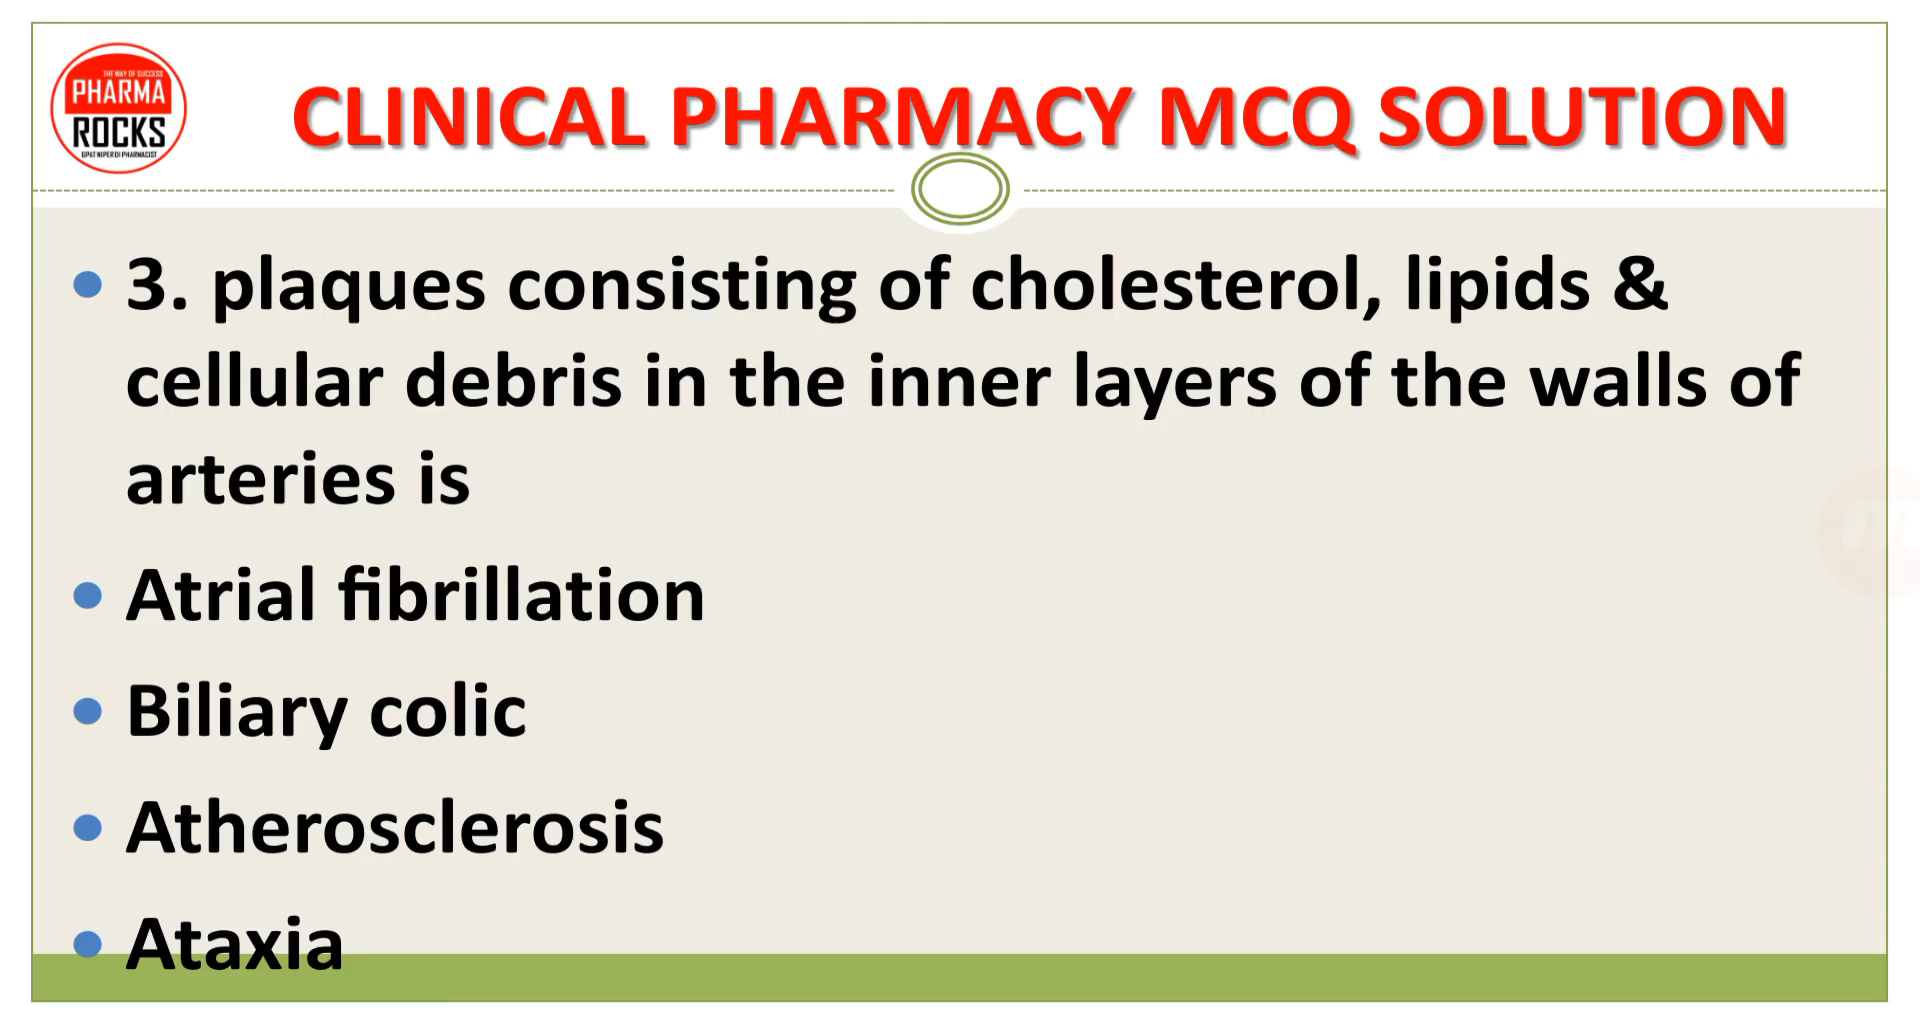 THE WAY OF SUCCESS
PHARMA
ROCKS
GPAT NIPER DI PHARMACIST
CLINICAL PHARMACY MCQ SOLUTION
3. plaques consisting of cholesterol, lipids &
cellular debris in the inner layers of the walls of
arteries is
Atrial fibrillation
Biliary colic
Atherosclerosis
Ataxia